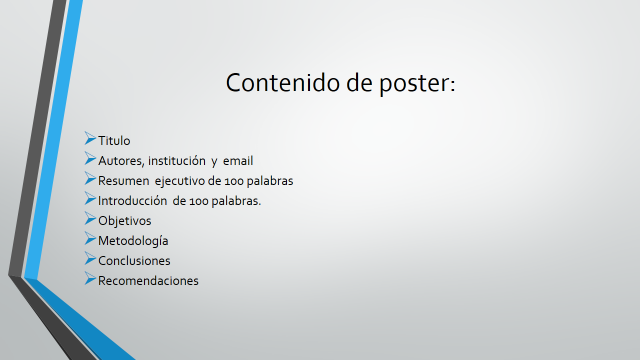 Contenido de poster:
Titulo
Autores, institución y email
Resumen ejecutivo de 100 palabras
Introducción de 100 palabras.
Objetivos
Metodología
Conclusiones
Recomendaciones